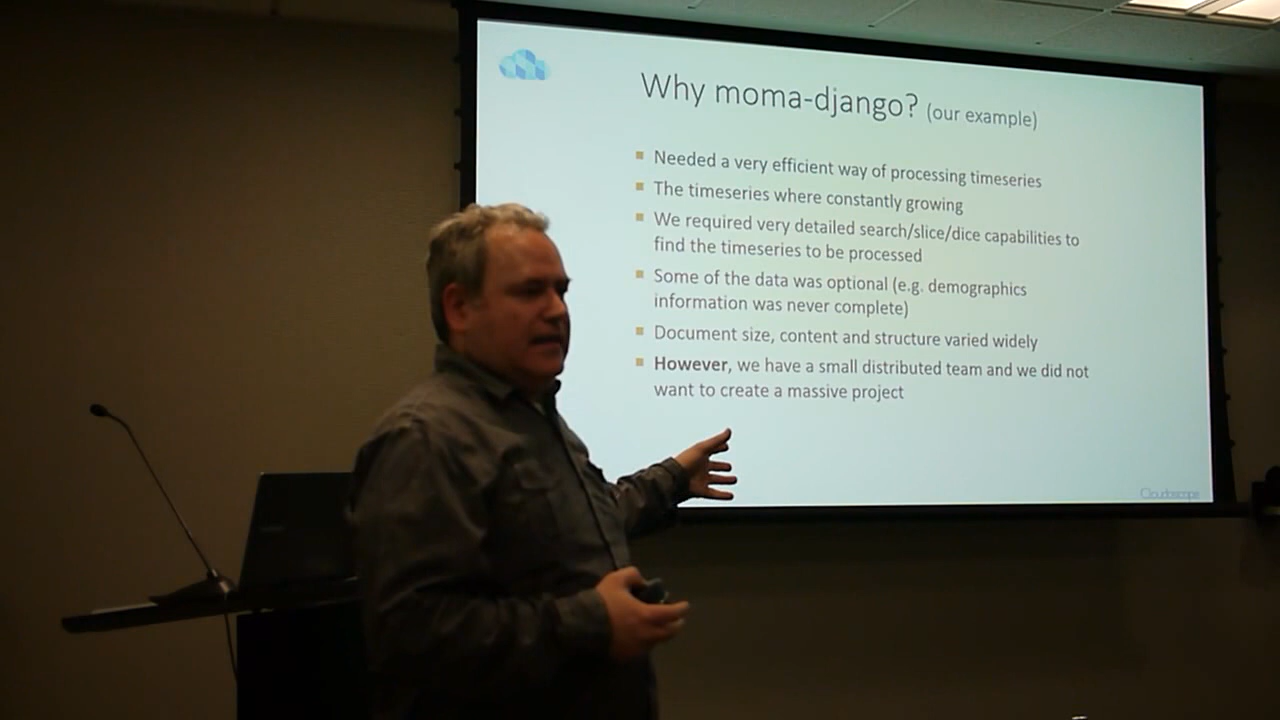 Why moma-django? (our example)
Needed a very efficient way of processing timeseries
The timeseries where constantly growing
We required very detailed search/slice/dice capabilities to
find the timeseries to be processed
Some of the data was optional (e.g. demographics
information was never complete)
Document size, content and structure varied widely
However, we have a small distributed team and we did not
want to create a massive project
Cloudoscope